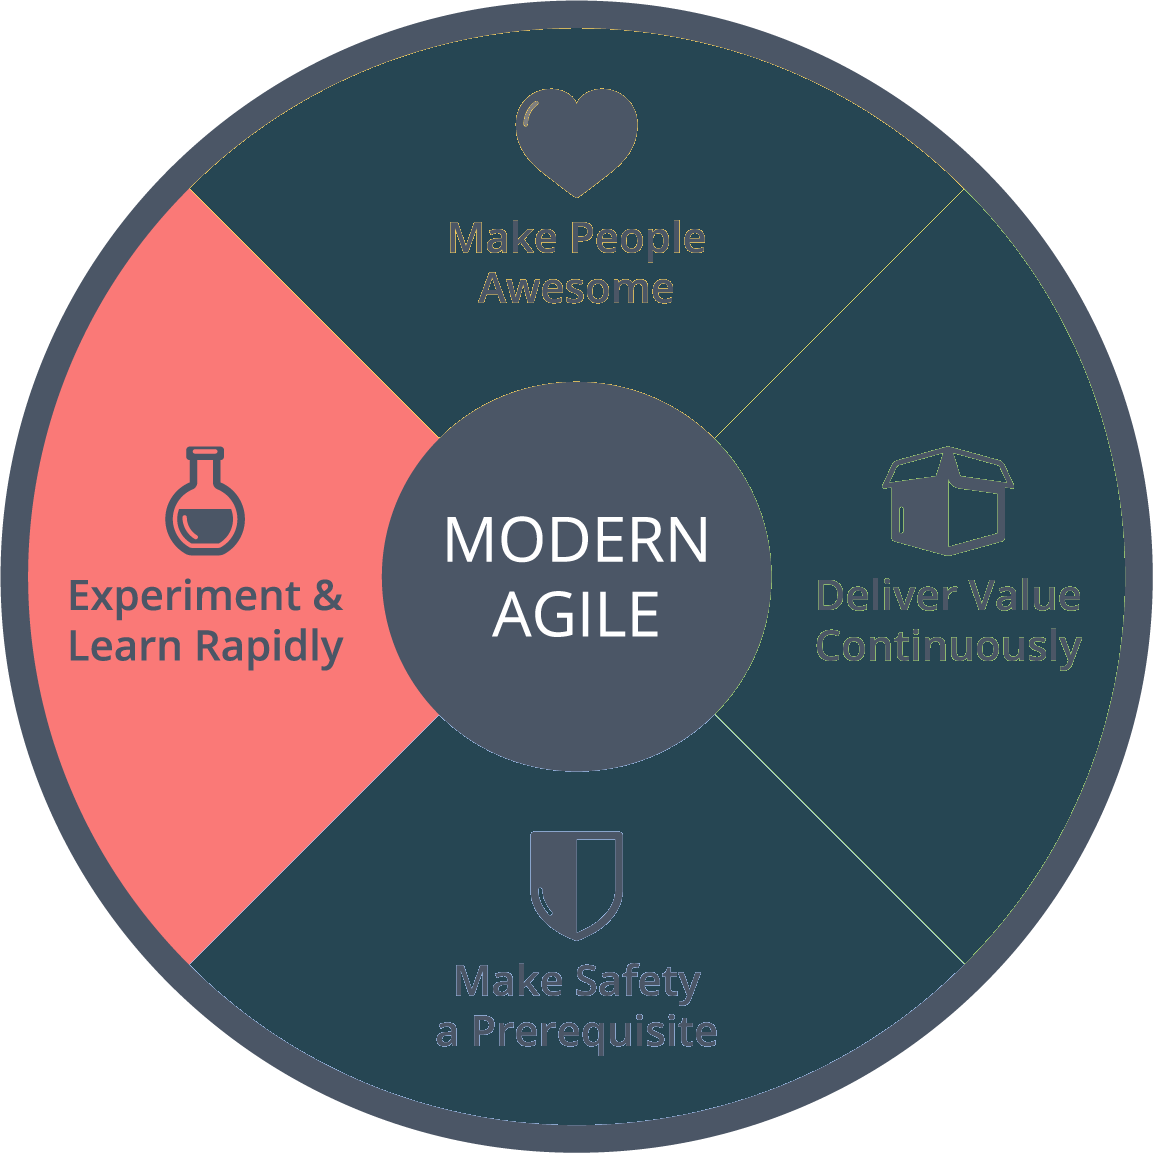 Make People
Awesome
Experiment &
Learn Rapidly
MODERN
AGILE
Deliver Value
Continuously
Make Safety
a Prerequisite